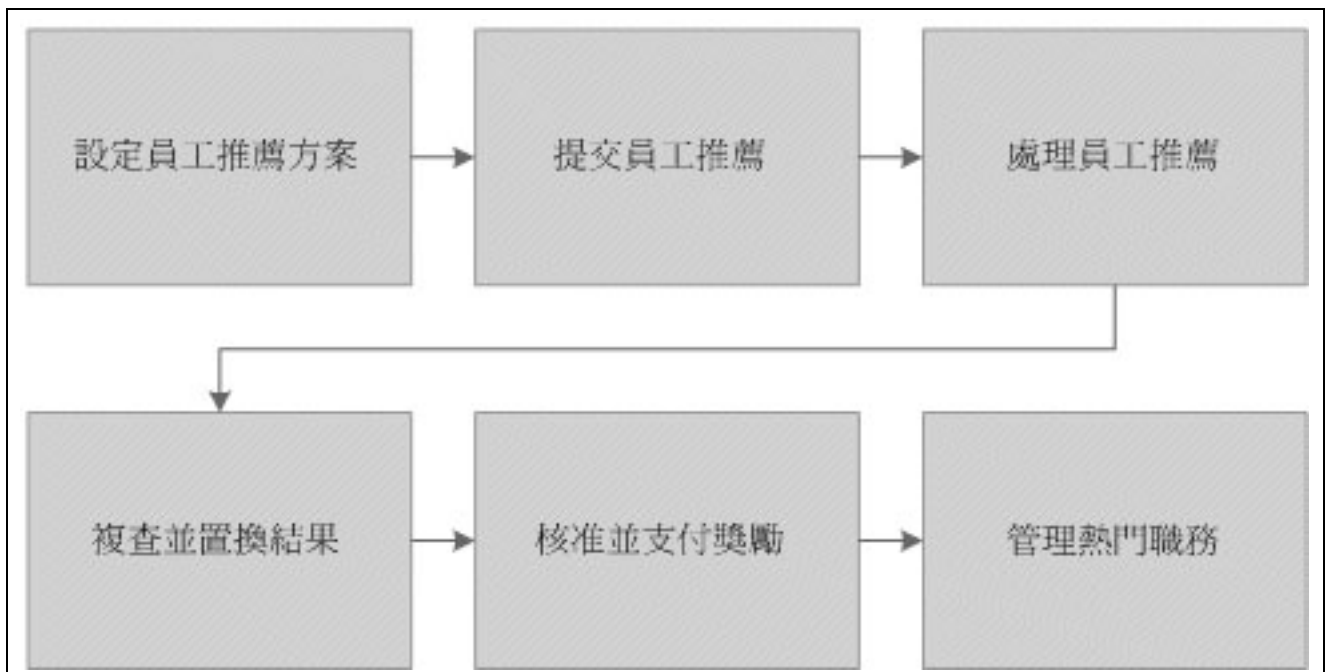 設定員工推薦方案
提交員工推薦
處理員工推薦
複查並置換結果
核准並支付獎勵
管理熱門職務